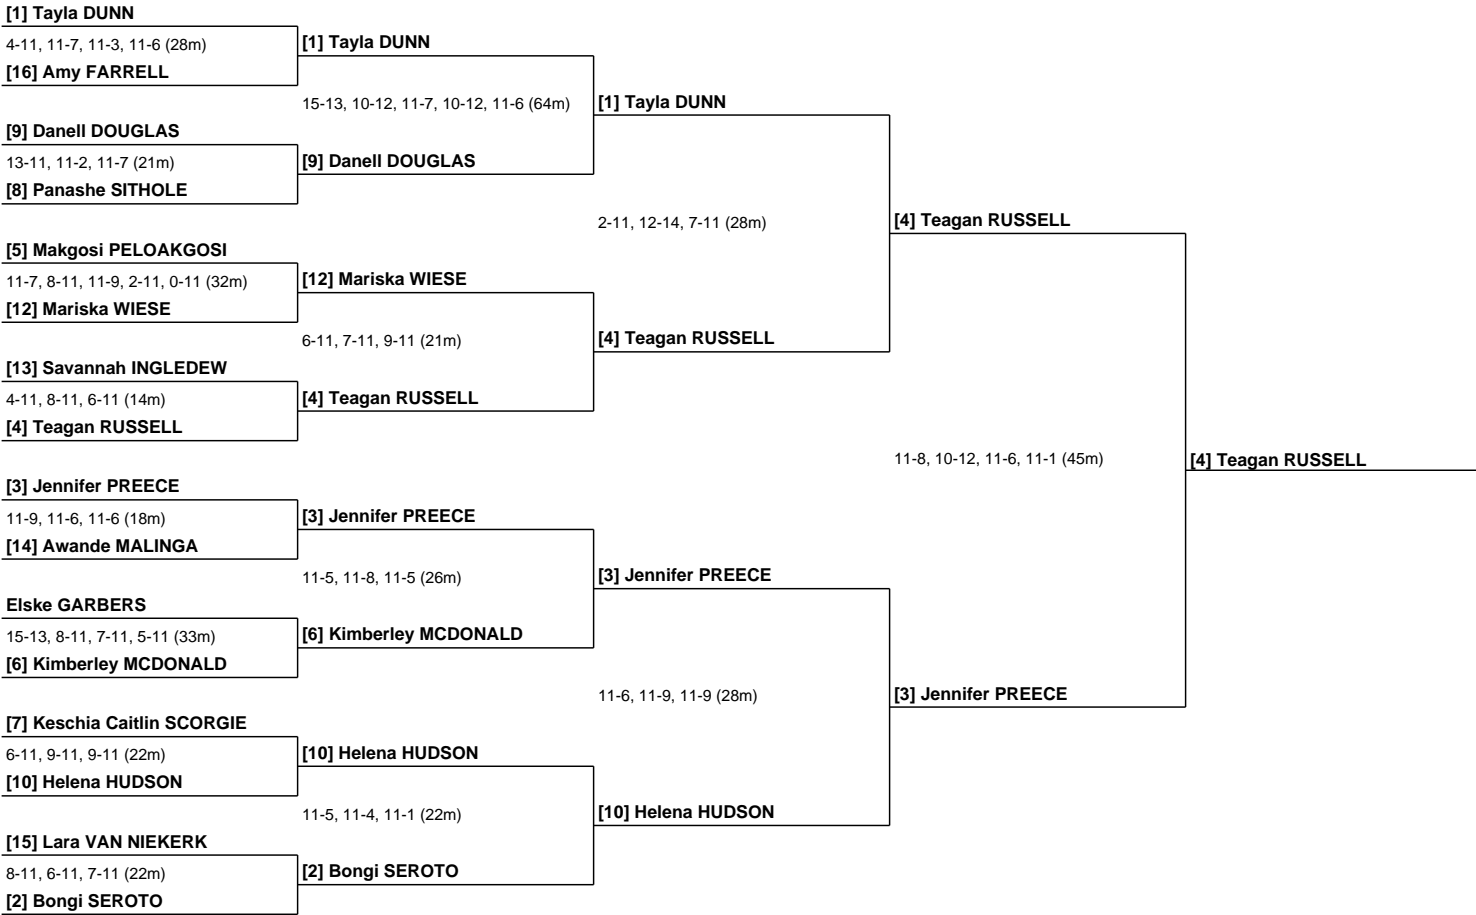 [1] Tayla DUNN
4-11, 11-7, 11-3, 11-6 (28m)
[16] Amy FARRELL
[9] Danell DOUGLAS
13-11, 11-2, 11-7 (21m)
[8] Panashe SITHOLE
[5] Makgosi PELOAKGOSI
11-7, 8-11, 11-9, 2-11, 0-11 (32m)
[12] Mariska WIESE
[13] Savannah INGLEDEW
4-11, 8-11, 6-11 (14m)
[4] Teagan RUSSELL
[3] Jennifer PREECE
11-9, 11-6, 11-6 (18m)
[14] Awande MALINGA
Elske GARBERS
15-13, 8-11, 7-11, 5-11 (33m)
[6] Kimberley MCDONALD
[7] Keschia Caitlin SCORGIE
6-11, 9-11, 9-11 (22m)
[10] Helena HUDSON
[15] Lara VAN NIEKERK
8-11, 6-11, 7-11 (22m)
[2] Bongi SEROTO
[1] Tayla DUNN
15-13, 10-12, 11-7, 10-12, 11-6 (64m)
[9] Danell DOUGLAS
[12] Mariska WIESE
6-11, 7-11, 9-11 (21m)
[4] Teagan RUSSELL
[3] Jennifer PREECE
11-5, 11-8, 11-5 (26m)
[6] Kimberley MCDONALD
[10] Helena HUDSON
11-5, 11-4, 11-1 (22m)
[2] Bongi SEROTO
[1] Tayla DUNN
2-11, 12-14, 7-11 (28m)
[4] Teagan RUSSELL
[3] Jennifer PREECE
11-6, 11-9, 11-9 (28m)
[10] Helena HUDSON
[4] Teagan RUSSELL
11-8, 10-12, 11-6, 11-1 (45m)
[3] Jennifer PREECE
[4] Teagan RUSSELL